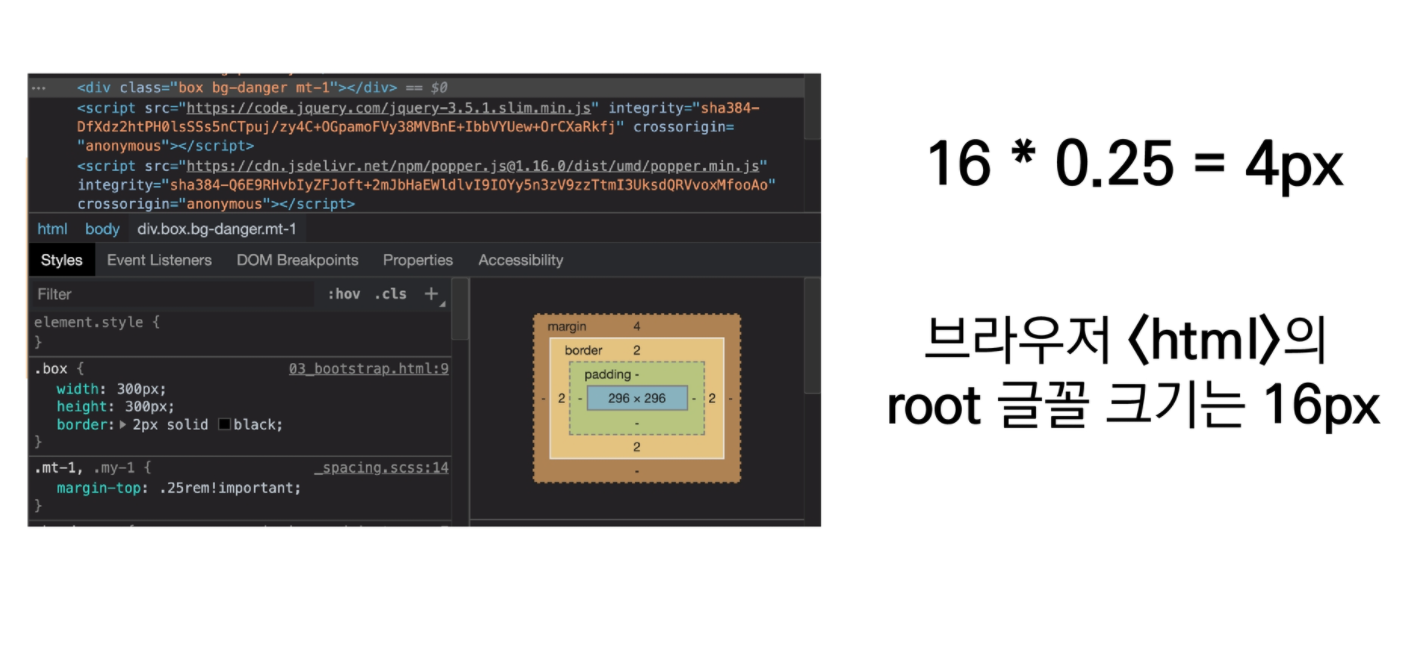 <div class="box bg-danger mt-1"></div> == $0
<script src="https://code.jquery.com/jquery-3.5.1.slim.min.js" integrity="sha384-
DfXdz2htPH0lsSSs5nCTpuj/zy4C+OGpamoFVy38MVBnE+IbbVYUew+OrCXaRkfj" crossorigin=
"anonymous"></script>
<script src="https://cdn.jsdelivr.net/npm/popper.js@1.16.0/dist/umd/popper.min.js"
integrity="sha384-Q6E9RHvbIyZFJoft+2mJbHaEWldlvI9IOYy5n3zV9zzTtmI3UksdQRVvoxMfooAo"
crossorigin="anonymous"></script>
html body div.box.bg-danger.mt-1
Styles Event Listeners DOM Breakpoints Properties Accessibility
Filter :hov .cls +
element.style {
}
.box { 03_bootstrap.html:9
width: 300px;
height: 300px;
border: 2px solid black;
}
.mt-1, .my-1 { _spacing.scss:14
margin-top: .25rem!important;
}
margin 4
border 2
padding -
- 2 - 296 × 296 - 2 -
-
2
-
16 * 0.25 = 4px
브라우저 <html>의
root 글꼴 크기는 16px